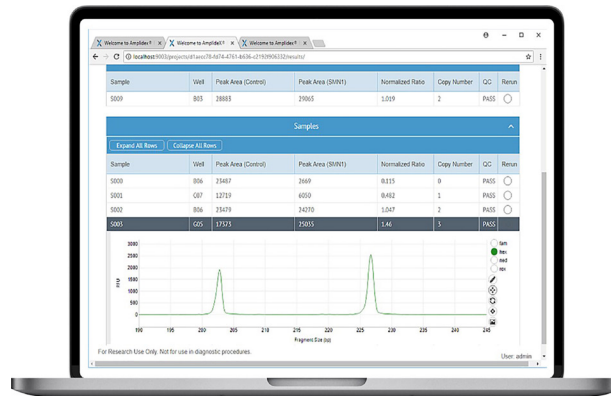 Welcome to Amplidex® x Welcome to AmplideX® x Welcome to Amplidex® x
Sample Well Peak Area (Control) Peak Area (SMN1) Normalized Ratio Copy Number QC Rerun
S009 B03 28883 29065 1.019 2 PASS
Samples
Expand All Rows Collapse All Rows
Sample Well Peak Area (Control) Peak Area (SMN1) Normalized Ratio Copy Number QC Rerun
S000 B06 23487 2669 0.115 0 PASS
S001 C07 12719 6050 0.482 1 PASS
S002 B06 23479 24270 1.047 2 PASS
S003 G05 17373 25035 1.46 3 PASS
3000
2500
2000
1500
1000
500
0
RFU
190 195 200 205 210 215 220 225 230 235 240 245
Fragment Size (bp)
fam
hex
ned
rox
For Research Use Only. Not for use in diagnostic procedures.
User: admin